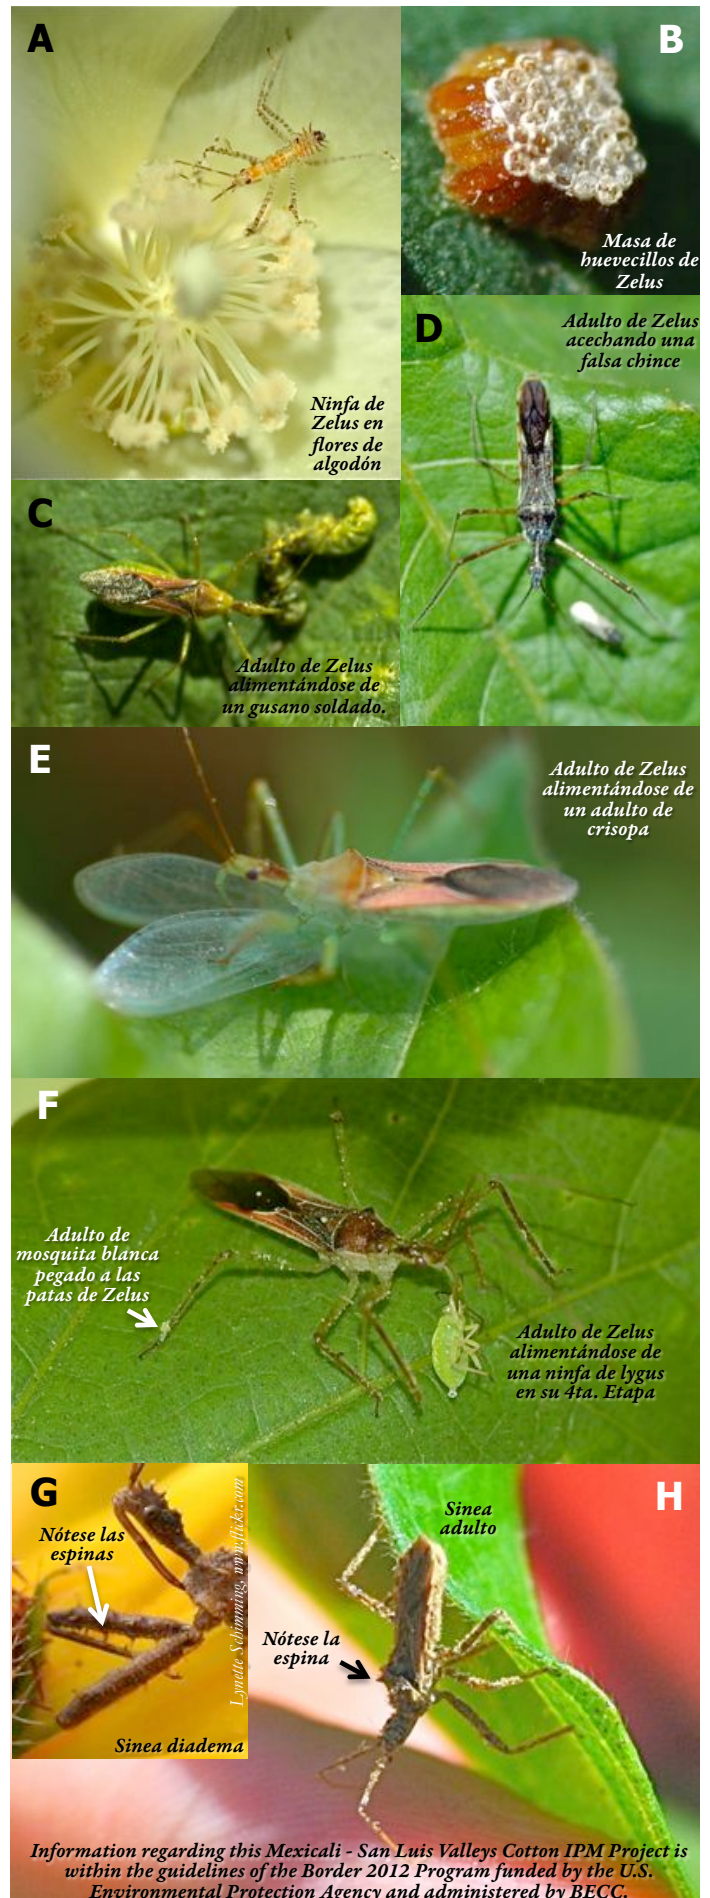 A
Ninfa de
Zelus en
flores de
algodón
B
Masa de
huevecillos de
Zelus
C
Adulto de Zelus
alimentándose de
un gusano soldado.
D
Adulto de Zelus
acechando una
falsa chince
E
Adulto de Zelus
alimentándose de
un adulto de
crisopa
F
Adulto de
mosquita blanca
pegado a las
patas de Zelus
Adulto de Zelus
alimentándose de
una ninfa de lygus
en su 4ta. Etapa
G
Nótese las
espinas
Lynette Schimming, www.flickr.com
Sinea diadema
H
Sinea
adulto
Nótese la
espina
Information regarding this Mexicali - San Luis Valleys Cotton IPM Project is
within the guidelines of the Border 2012 Program funded by the U.S.
Environmental Protection Agency and administered by BECC.